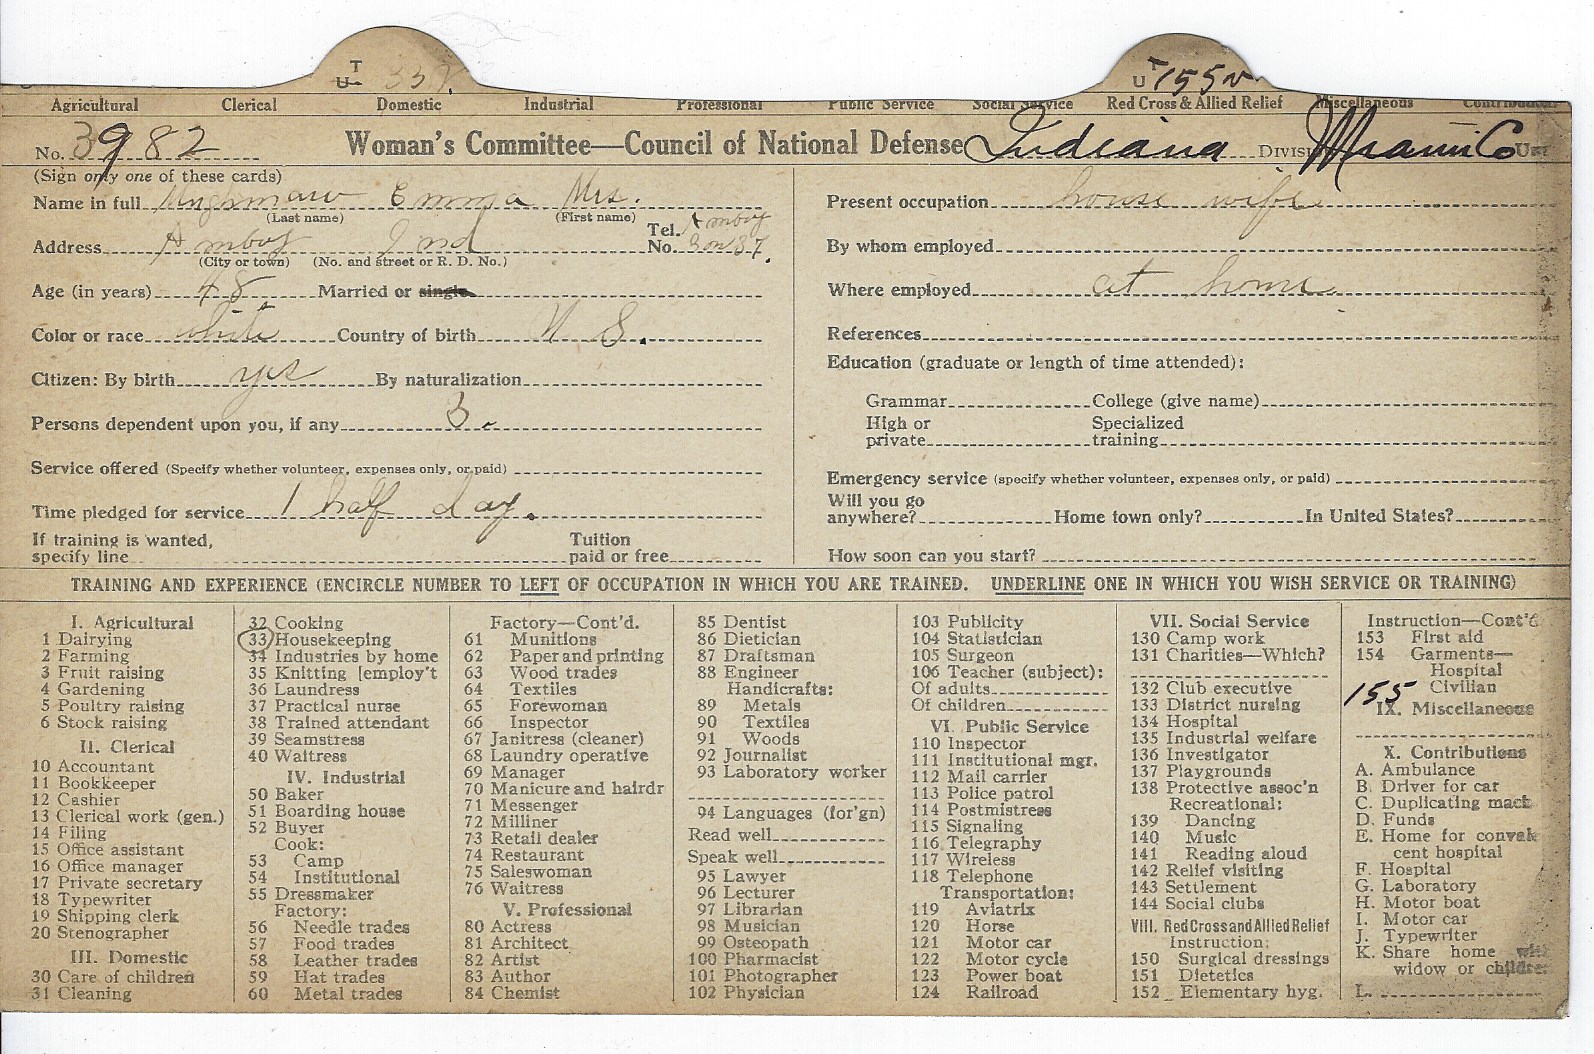 T
U 33
T
U 155 N
Agricultural Clerical Domestic Industrial Professional Public Service Social Service Red Cross & Allied Relief Miscellaneous
No. 3982 Woman's Committee—Council of National Defense Indiana DIVISION Miami Co
(Sign only one of these cards)
Name in full Emma Mrs.
(Last name) (First name)
Address Amboy Ind Tel. No. Amboy 3 on 37.
(City or town) (No. and street or R. D. No.)
Age (in years) 48 Married or single
Color or race white Country of birth U S.
Citizen: By birth yes By naturalization
Persons dependent upon you, if any 3.
Service offered (Specify whether volunteer, expenses only, or paid)
Time pledged for service 1 half day.
If training is wanted, specify line Tuition paid or free
Present occupation house wife
By whom employed
Where employed at home
References
Education (graduate or length of time attended):
Grammar College (give name)
High or private Specialized training
Emergency service (specify whether volunteer, expenses only, or paid)
Will you go anywhere? Home town only? In United States?
How soon can you start?
TRAINING AND EXPERIENCE (ENCIRCLE NUMBER TO LEFT OF OCCUPATION IN WHICH YOU ARE TRAINED. UNDERLINE ONE IN WHICH YOU WISH SERVICE OR TRAINING)
I. Agricultural
1 Dairying
2 Farming
3 Fruit raising
4 Gardening
5 Poultry raising
6 Stock raising
II. Clerical
10 Accountant
11 Bookkeeper
12 Cashier
13 Clerical work (gen.)
14 Filing
15 Office assistant
16 Office manager
17 Private secretary
18 Typewriter
19 Shipping clerk
20 Stenographer
III. Domestic
30 Care of children
31 Cleaning
32 Cooking
33 Housekeeping
34 Industries by home
35 Knitting [employ't
36 Laundress
37 Practical nurse
38 Trained attendant
39 Seamstress
40 Waitress
IV. Industrial
50 Baker
51 Boarding house
52 Buyer
Cook:
53 Camp
54 Institutional
55 Dressmaker
Factory:
56 Needle trades
57 Food trades
58 Leather trades
59 Hat trades
60 Metal trades
Factory—Cont'd.
61 Munitions
62 Paper and printing
63 Wood trades
64 Textiles
65 Forewoman
66 Inspector
67 Janitress (cleaner)
68 Laundry operative
69 Manager
70 Manicure and hairdr
71 Messenger
72 Milliner
73 Retail dealer
74 Restaurant
75 Saleswoman
76 Waitress
V. Professional
80 Actress
81 Architect
82 Artist
83 Author
84 Chemist
85 Dentist
86 Dietician
87 Draftsman
88 Engineer
Handicrafts:
89 Metals
90 Textiles
91 Woods
92 Journalist
93 Laboratory worker
94 Languages (for'gn)
Read well
Speak well
95 Lawyer
96 Lecturer
97 Librarian
98 Musician
99 Osteopath
100 Pharmacist
101 Photographer
102 Physician
103 Publicity
104 Statistician
105 Surgeon
106 Teacher (subject):
Of adults
Of children
VI. Public Service
110 Inspector
111 Institutional mgr.
112 Mail carrier
113 Police patrol
114 Postmistress
115 Signaling
116 Telegraphy
117 Wireless
118 Telephone
Transportation:
119 Aviatrix
120 Horse
121 Motor car
122 Motor cycle
123 Power boat
124 Railroad
VII. Social Service
130 Camp work
131 Charities—Which?
132 Club executive
133 District nursing
134 Hospital
135 Industrial welfare
136 Investigator
137 Playgrounds
138 Protective assoc'n
Recreational:
139 Dancing
140 Music
141 Reading aloud
142 Relief visiting
143 Settlement
144 Social clubs
VIII. Red Cross and Allied Relief
Instruction:
150 Surgical dressings
151 Dietetics
152 Elementary hyg.
Instruction—Cont'd
153 First aid
154 Garments—
Hospital
155 Civilian
IX. Miscellaneous
X. Contributions
A. Ambulance
B. Driver for car
C. Duplicating mach
D. Funds
E. Home for convales
cent hospital
F. Hospital
G. Laboratory
H. Motor boat
I. Motor car
J. Typewriter
K. Share home with
widow or children
L.